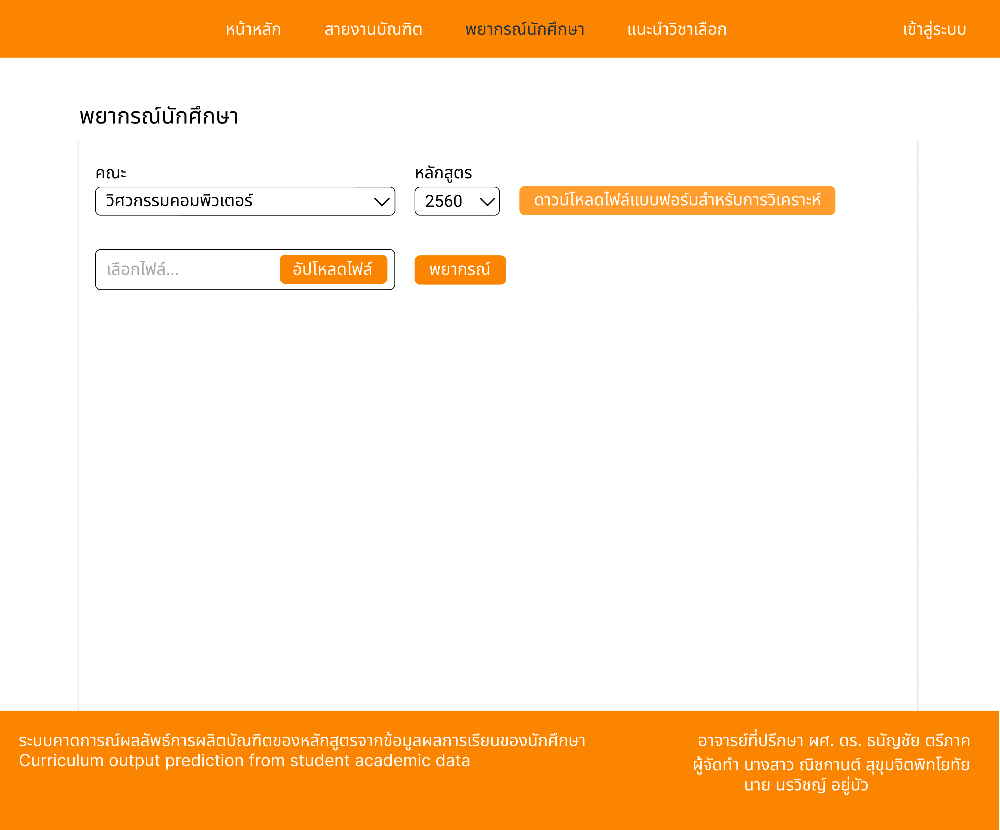 หน้าหลัก สายงานบัณฑิต พยากรณ์นักศึกษา แนะนำวิชาเลือก เข้าสู่ระบบ
พยากรณ์นักศึกษา
คณะ หลักสูตร
วิศวกรรมคอมพิวเตอร์ 2560 ดาวน์โหลดไฟล์แบบฟอร์มสำหรับการวิเคราะห์
เลือกไฟล์... อัปโหลดไฟล์ พยากรณ์
ระบบคาดการณ์ผลลัพธ์การผลิตบัณฑิตของหลักสูตรจากข้อมูลผลการเรียนของนักศึกษา
Curriculum output prediction from student academic data
อาจารย์ที่ปรึกษา ผศ. ดร. ธนัญชัย ตรีภาค
ผู้จัดทำ นางสาว ณิชกานต์ สุขุมจิตพิทโยทัย
นาย นรวิชญ์ อยู่บัว